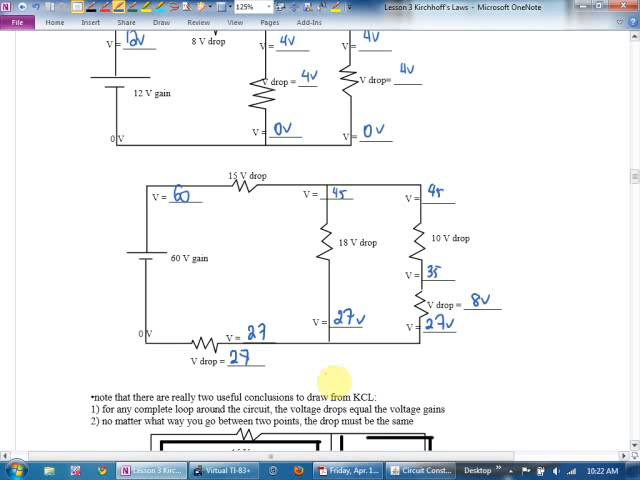 Lesson 3 Kirchhoff's Laws - Microsoft OneNote
125%
File Home Insert Share Draw Review View Page Setup Add-Ins
V = 12v
8 V drop
4v
V = 4v
12 V gain
V drop = 4v
V drop= 4v
0 V
V = 0v
V = 0v
15 V drop
V = 60
V = 45
V = 45
60 V gain
18 V drop
10 V drop
V = 35
V drop = 8v
V = 27v
V = 27v
0 V
V = 27
V drop = 27
•note that there are really two useful conclusions to draw from KCL:
1) for any complete loop around the circuit, the voltage drops equal the voltage gains
2) no matter what way you go between two points, the drop must be the same
Lesson 3 Kirc...
Virtual TI-83+
Friday, Apr. 1...
Circuit Const...
Desktop
10:22 AM